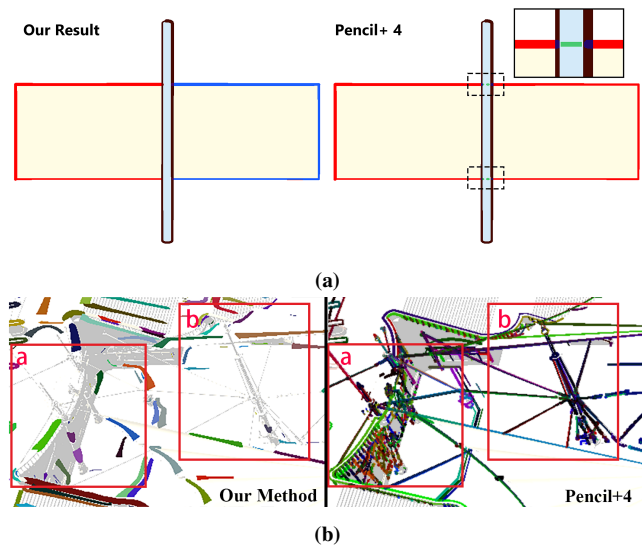 Our Result
Pencil+ 4
(a)
a
b
Our Method
a
b
Pencil+4
(b)